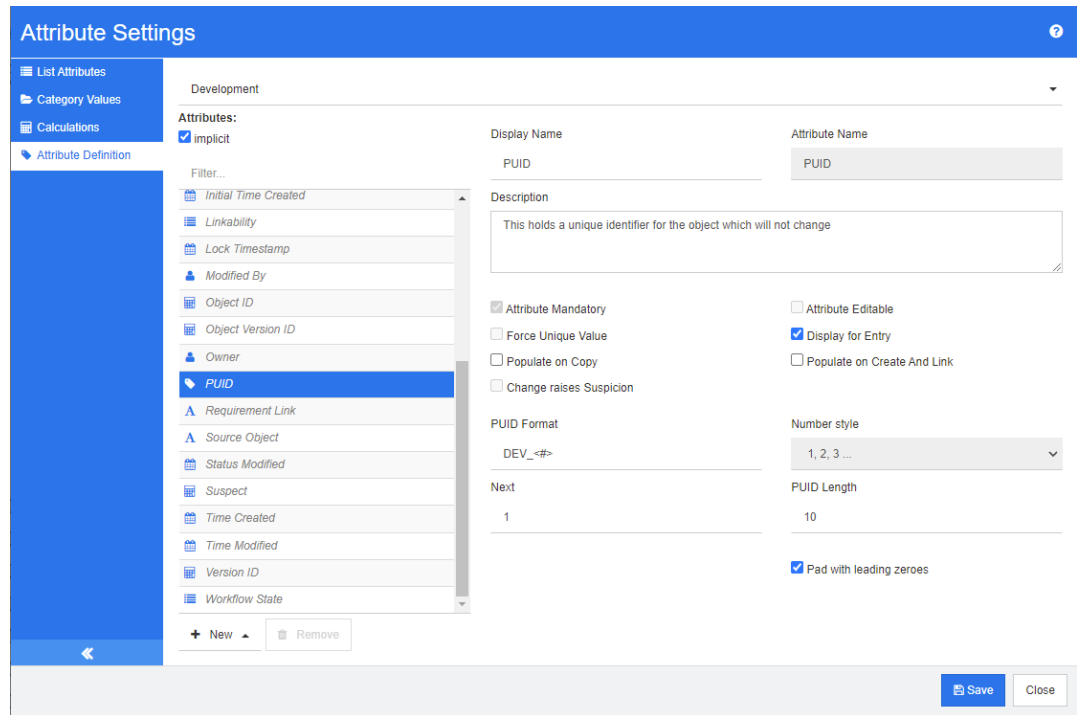 Attribute Settings
List Attributes
Category Values
Calculations
Attribute Definition
Development
Attributes:
implicit
Filter...
Initial Time Created
Linkability
Lock Timestamp
Modified By
Object ID
Object Version ID
Owner
PUID
Requirement Link
Source Object
Status Modified
Suspect
Time Created
Time Modified
Version ID
Workflow State
New
Remove
Display Name
Attribute Name
PUID
PUID
Description
This holds a unique identifier for the object which will not change
Attribute Mandatory
Attribute Editable
Force Unique Value
Display for Entry
Populate on Copy
Populate on Create And Link
Change raises Suspicion
PUID Format
Number style
DEV_<#>
1, 2, 3 ...
Next
PUID Length
1
10
Pad with leading zeroes
Save
Close